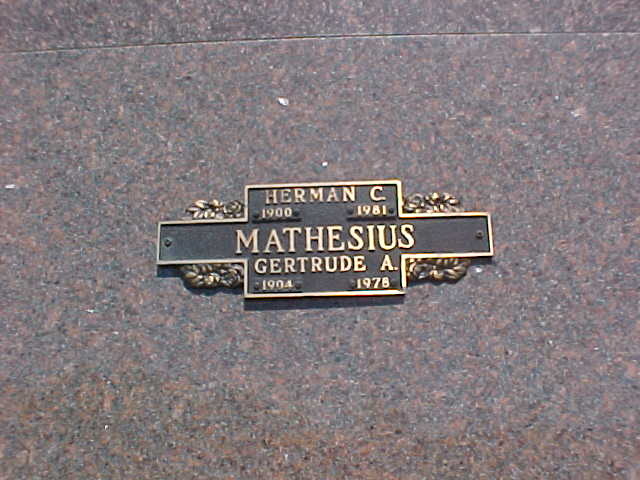 HERMAN C.
1900 1981
MATHESIUS
GERTRUDE A.
1904 1978